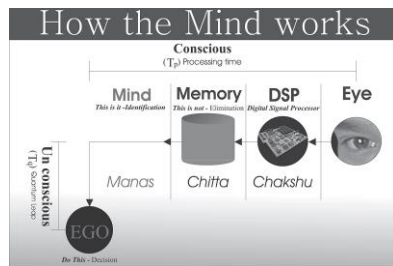 How the Mind works
Conscious
(Tp) Processing time
Mind
This is it -Identification
Memory
This is not - Elimination
DSP
Digital Signal Processor
Eye
Un conscious
Quantum Leap
Manas
Chitta
Chakshu
EGO
Do This - Decision